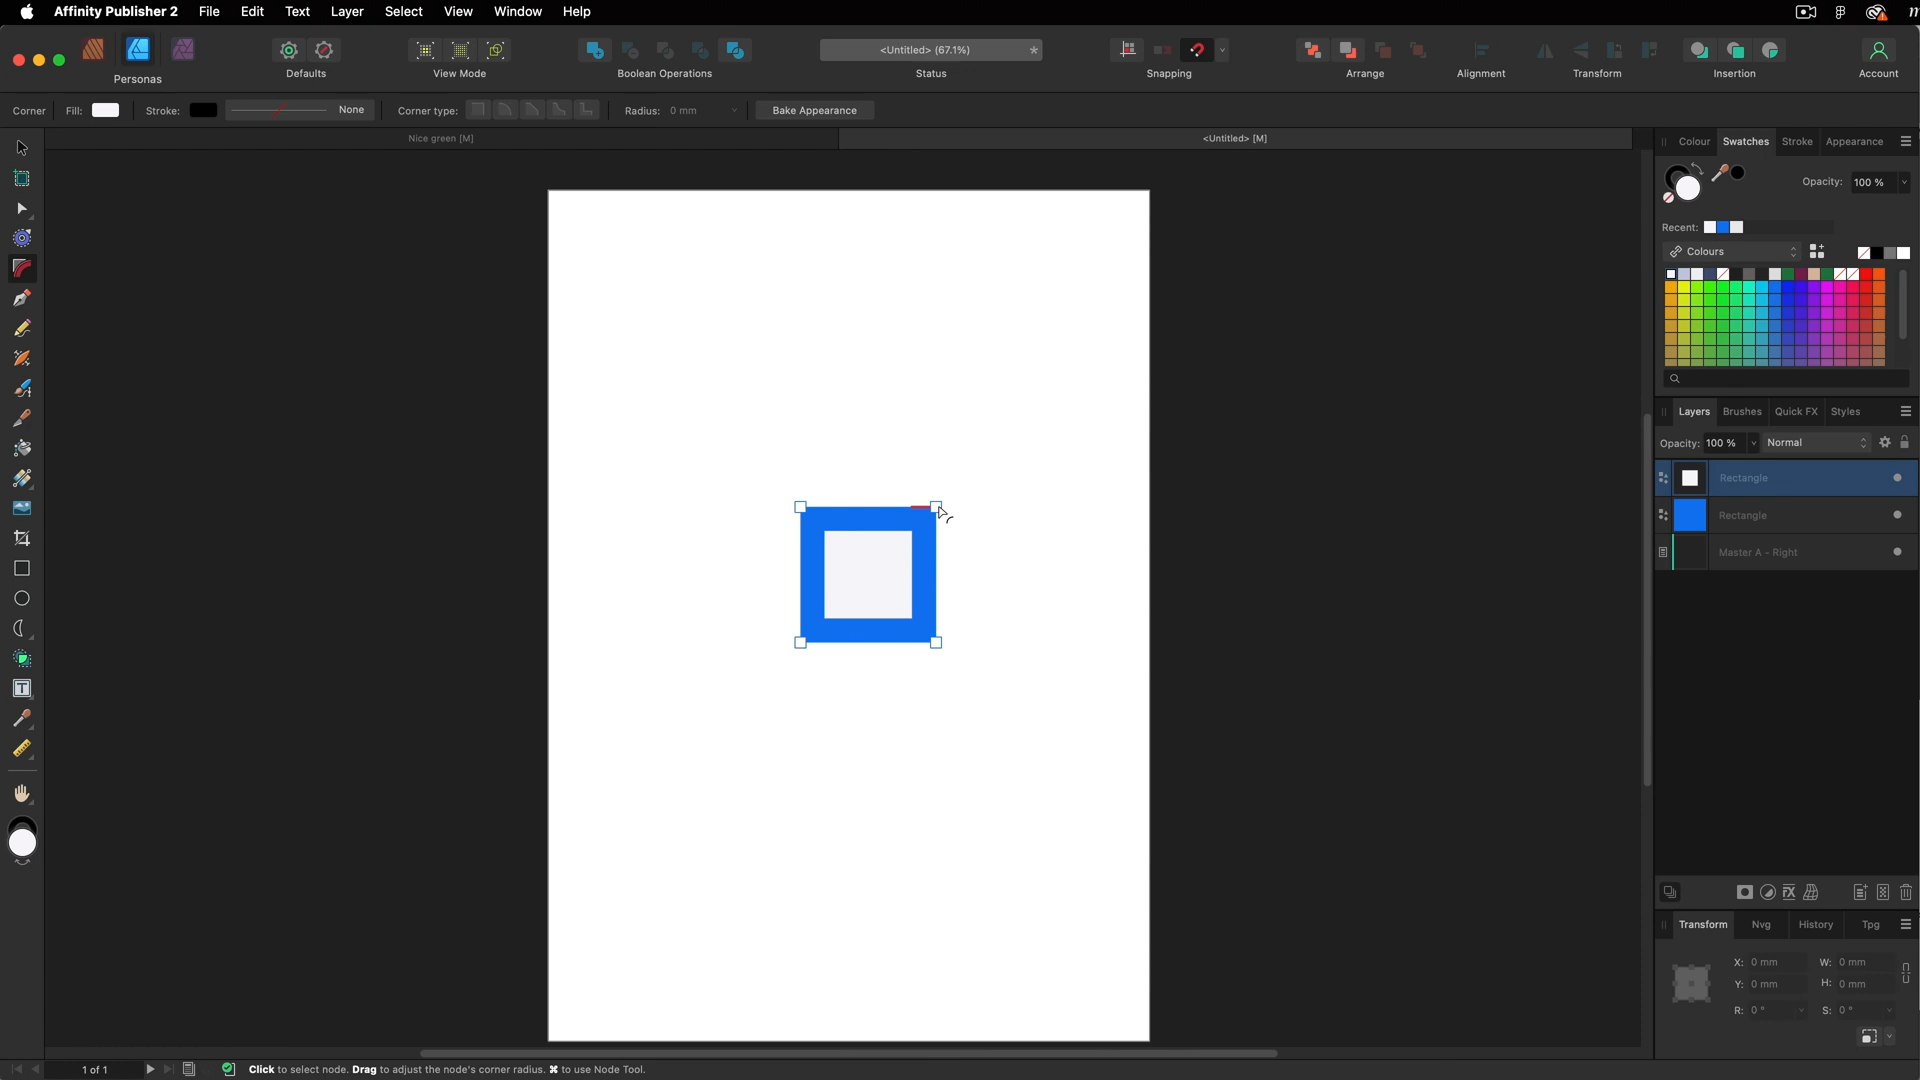 Affinity Publisher 2 File Edit Text Layer Select View Window Help
<Untitled> (67.1%) *
Personas Defaults View Mode Boolean Operations Status Snapping Arrange Alignment Transform Insertion Account
Corner Fill: Stroke: None Corner type: Radius: 0 mm Bake Appearance
Nice green [M] <Untitled> [M]
Colour Swatches Stroke Appearance
Opacity: 100 %
Recent:
Colours
Layers Brushes Quick FX Styles
Opacity: 100 % Normal
Rectangle
Rectangle
Master A - Right
Transform Nvg History Tpg
X: 0 mm W: 0 mm
Y: 0 mm H: 0 mm
R: 0 ° S: 0 °
1 of 1 Click to select node. Drag to adjust the node's corner radius. ⌘ to use Node Tool.